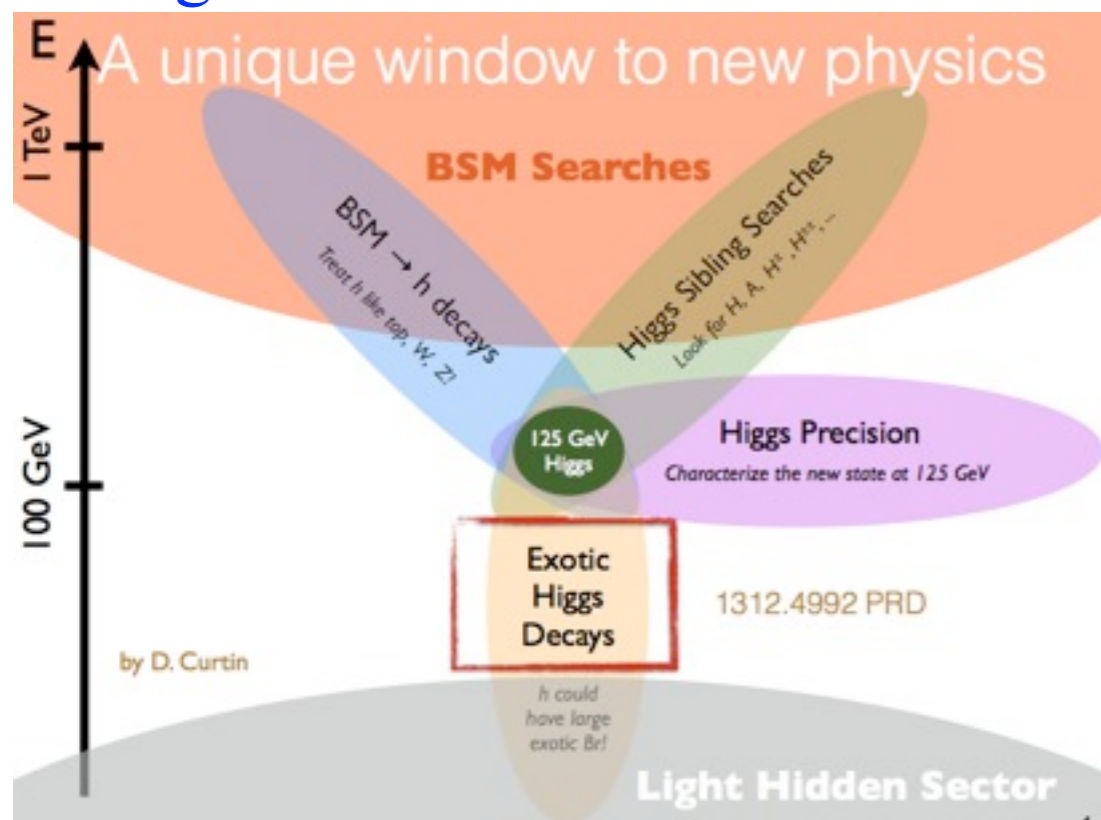 A unique window to new physics
E
1 TeV
100 GeV
BSM Searches
BSM → h decays
Treat h like top, W, Z!
Higgs Sibling Searches
Look for H, A, H±, H±±, ...
125 GeV
Higgs
Higgs Precision
Characterize the new state at 125 GeV
Exotic
Higgs
Decays
1312.4992 PRD
by D. Curtin
h could
have large
exotic Br!
Light Hidden Sector